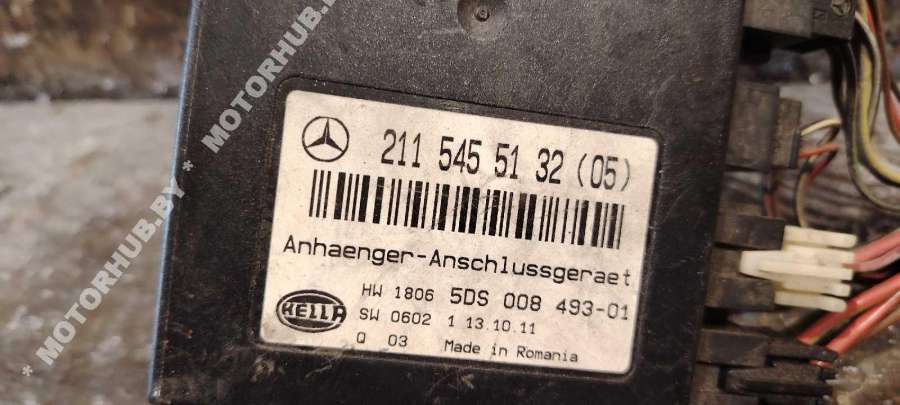 211 545 51 32 (05)
Anhaenger-Anschlussgeraet
HW 1806 5DS 008 493-01
HELLA
SW 0602 1 13.10.11
Q 03 Made in Romania
* MOTORHUB.BY * MOTORHUB.BY *